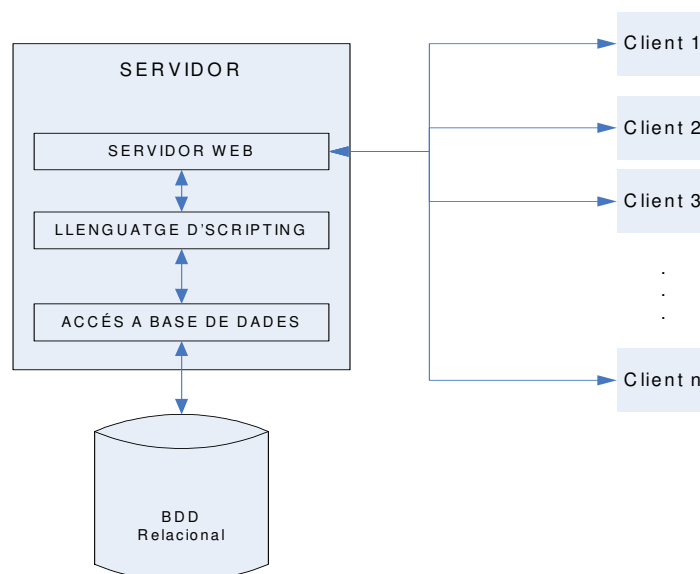 SERVIDOR
SERVIDOR WEB
LLENGUATGE D'SCRIPTING
ACCÉS A BASE DE DADES
BDD
Relacional
Client 1
Client 2
Client 3
.
.
.
Client n